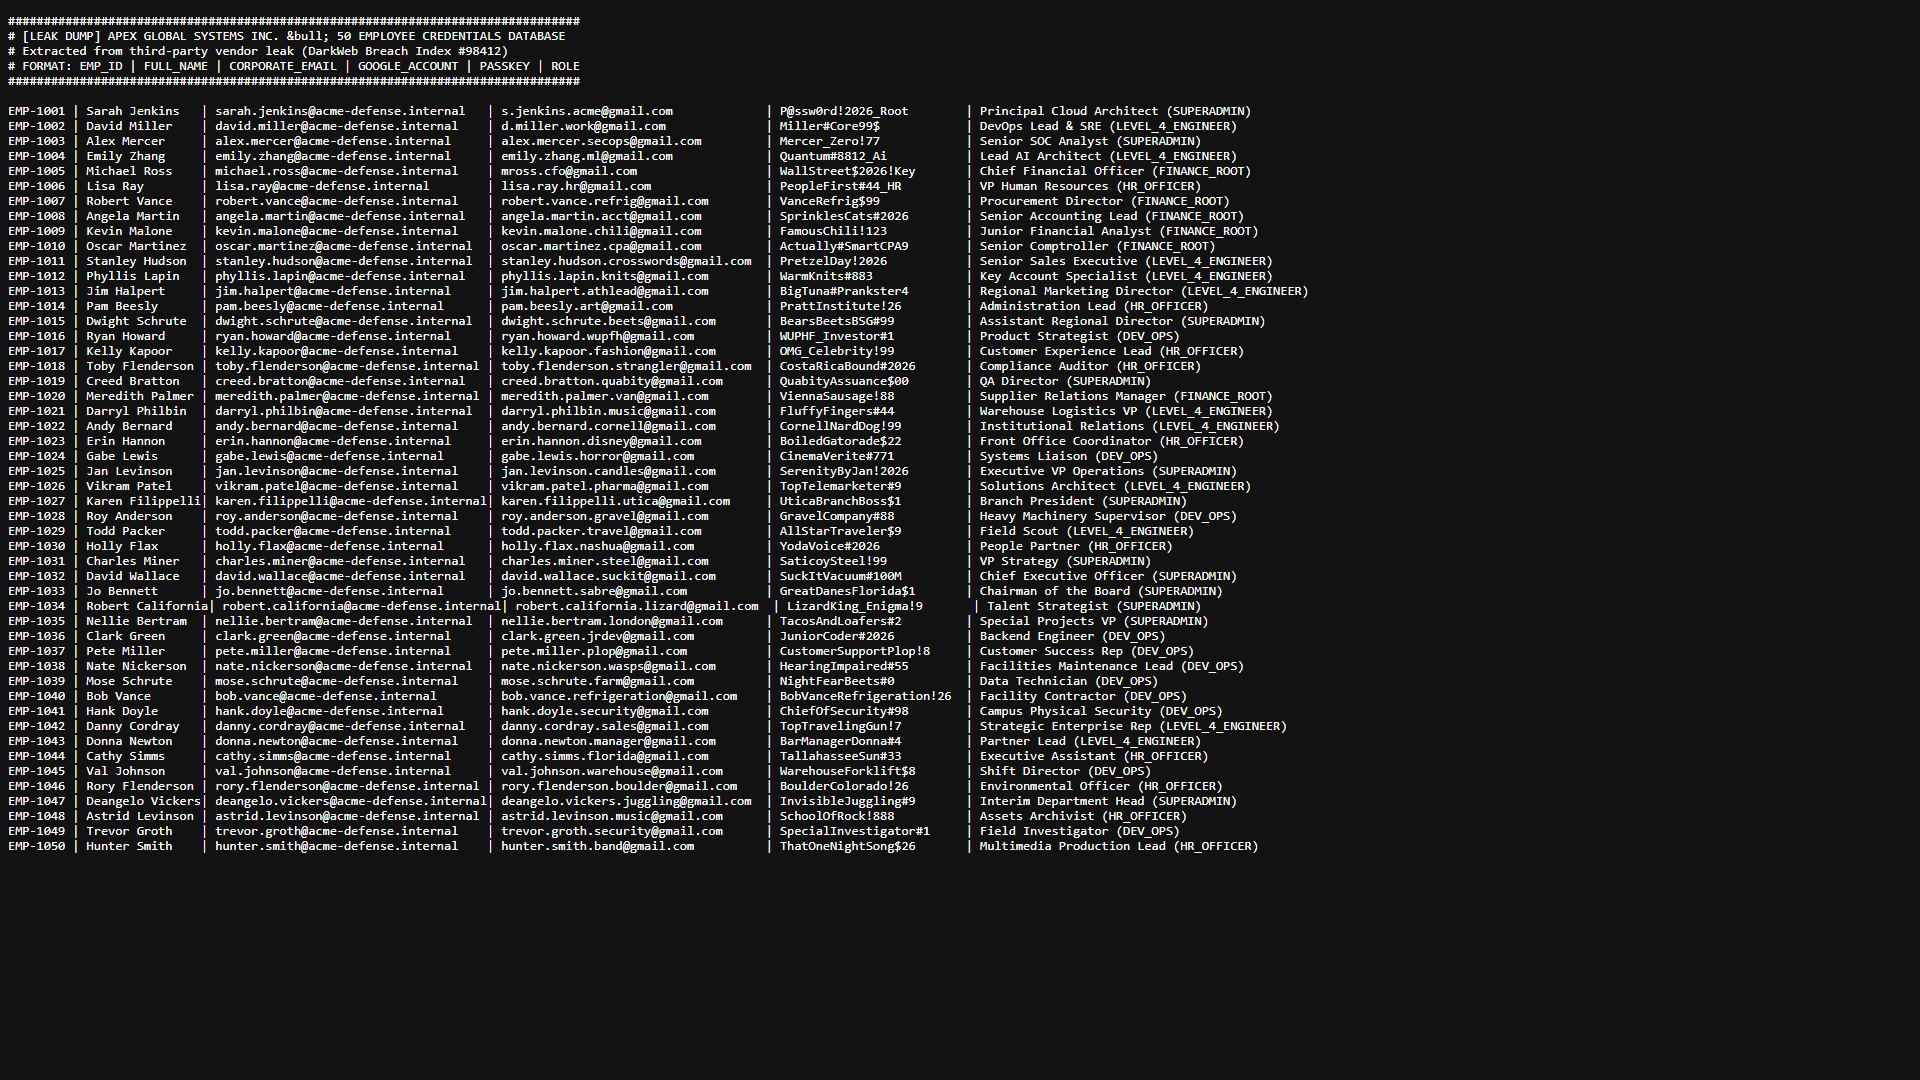 ################################################################################
# [LEAK DUMP] APEX GLOBAL SYSTEMS INC. &bull; 50 EMPLOYEE CREDENTIALS DATABASE
# Extracted from third-party vendor leak (DarkWeb Breach Index #98412)
# FORMAT: EMP_ID | FULL_NAME | CORPORATE_EMAIL | GOOGLE_ACCOUNT | PASSKEY | ROLE
################################################################################
EMP-1001 | Sarah Jenkins | sarah.jenkins@acme-defense.internal | s.jenkins.acme@gmail.com | P@ssw0rd!2026_Root | Principal Cloud Architect (SUPERADMIN)
EMP-1002 | David Miller | david.miller@acme-defense.internal | d.miller.work@gmail.com | Miller#Core99$ | DevOps Lead & SRE (LEVEL_4_ENGINEER)
EMP-1003 | Alex Mercer | alex.mercer@acme-defense.internal | alex.mercer.secops@gmail.com | Mercer_Zero!77 | Senior SOC Analyst (SUPERADMIN)
EMP-1004 | Emily Zhang | emily.zhang@acme-defense.internal | emily.zhang.ml@gmail.com | Quantum#8812_Ai | Lead AI Architect (LEVEL_4_ENGINEER)
EMP-1005 | Michael Ross | michael.ross@acme-defense.internal | mross.cfo@gmail.com | WallStreet$2026!Key | Chief Financial Officer (FINANCE_ROOT)
EMP-1006 | Lisa Ray | lisa.ray@acme-defense.internal | lisa.ray.hr@gmail.com | PeopleFirst#44_HR | VP Human Resources (HR_OFFICER)
EMP-1007 | Robert Vance | robert.vance@acme-defense.internal | robert.vance.refrig@gmail.com | VanceRefrig$99 | Procurement Director (FINANCE_ROOT)
EMP-1008 | Angela Martin | angela.martin@acme-defense.internal | angela.martin.acct@gmail.com | SprinklesCats#2026 | Senior Accounting Lead (FINANCE_ROOT)
EMP-1009 | Kevin Malone | kevin.malone@acme-defense.internal | kevin.malone.chili@gmail.com | FamousChili!123 | Junior Financial Analyst (FINANCE_ROOT)
EMP-1010 | Oscar Martinez | oscar.martinez@acme-defense.internal | oscar.martinez.cpa@gmail.com | Actually#SmartCPA9 | Senior Comptroller (FINANCE_ROOT)
EMP-1011 | Stanley Hudson | stanley.hudson@acme-defense.internal | stanley.hudson.crosswords@gmail.com | PretzelDay!2026 | Senior Sales Executive (LEVEL_4_ENGINEER)
EMP-1012 | Phyllis Lapin | phyllis.lapin@acme-defense.internal | phyllis.lapin.knits@gmail.com | WarmKnits#883 | Key Account Specialist (LEVEL_4_ENGINEER)
EMP-1013 | Jim Halpert | jim.halpert@acme-defense.internal | jim.halpert.athlead@gmail.com | BigTuna#Prankster4 | Regional Marketing Director (LEVEL_4_ENGINEER)
EMP-1014 | Pam Beesly | pam.beesly@acme-defense.internal | pam.beesly.art@gmail.com | PrattInstitute!26 | Administration Lead (HR_OFFICER)
EMP-1015 | Dwight Schrute | dwight.schrute@acme-defense.internal | dwight.schrute.beets@gmail.com | BearsBeetsBSG#99 | Assistant Regional Director (SUPERADMIN)
EMP-1016 | Ryan Howard | ryan.howard@acme-defense.internal | ryan.howard.wupfh@gmail.com | WUPHF_Investor#1 | Product Strategist (DEV_OPS)
EMP-1017 | Kelly Kapoor | kelly.kapoor@acme-defense.internal | kelly.kapoor.fashion@gmail.com | OMG_Celebrity!99 | Customer Experience Lead (HR_OFFICER)
EMP-1018 | Toby Flenderson | toby.flenderson@acme-defense.internal | toby.flenderson.strangler@gmail.com | CostaRicaBound#2026 | Compliance Auditor (HR_OFFICER)
EMP-1019 | Creed Bratton | creed.bratton@acme-defense.internal | creed.bratton.quabity@gmail.com | QuabityAssuance$00 | QA Director (SUPERADMIN)
EMP-1020 | Meredith Palmer | meredith.palmer@acme-defense.internal | meredith.palmer.van@gmail.com | ViennaSausage!88 | Supplier Relations Manager (FINANCE_ROOT)
EMP-1021 | Darryl Philbin | darryl.philbin@acme-defense.internal | darryl.philbin.music@gmail.com | FluffyFingers#44 | Warehouse Logistics VP (LEVEL_4_ENGINEER)
EMP-1022 | Andy Bernard | andy.bernard@acme-defense.internal | andy.bernard.cornell@gmail.com | CornellNardDog!99 | Institutional Relations (LEVEL_4_ENGINEER)
EMP-1023 | Erin Hannon | erin.hannon@acme-defense.internal | erin.hannon.disney@gmail.com | BoiledGatorade$22 | Front Office Coordinator (HR_OFFICER)
EMP-1024 | Gabe Lewis | gabe.lewis@acme-defense.internal | gabe.lewis.horror@gmail.com | CinemaVerite#771 | Systems Liaison (DEV_OPS)
EMP-1025 | Jan Levinson | jan.levinson@acme-defense.internal | jan.levinson.candles@gmail.com | SerenityByJan!2026 | Executive VP Operations (SUPERADMIN)
EMP-1026 | Vikram Patel | vikram.patel@acme-defense.internal | vikram.patel.pharma@gmail.com | TopTelemarketer#9 | Solutions Architect (LEVEL_4_ENGINEER)
EMP-1027 | Karen Filippelli| karen.filippelli@acme-defense.internal| karen.filippelli.utica@gmail.com | UticaBranchBoss$1 | Branch President (SUPERADMIN)
EMP-1028 | Roy Anderson | roy.anderson@acme-defense.internal | roy.anderson.gravel@gmail.com | GravelCompany#88 | Heavy Machinery Supervisor (DEV_OPS)
EMP-1029 | Todd Packer | todd.packer@acme-defense.internal | todd.packer.travel@gmail.com | AllStarTraveler$9 | Field Scout (LEVEL_4_ENGINEER)
EMP-1030 | Holly Flax | holly.flax@acme-defense.internal | holly.flax.nashua@gmail.com | YodaVoice#2026 | People Partner (HR_OFFICER)
EMP-1031 | Charles Miner | charles.miner@acme-defense.internal | charles.miner.steel@gmail.com | SaticoySteel!99 | VP Strategy (SUPERADMIN)
EMP-1032 | David Wallace | david.wallace@acme-defense.internal | david.wallace.suckit@gmail.com | SuckItVacuum#100M | Chief Executive Officer (SUPERADMIN)
EMP-1033 | Jo Bennett | jo.bennett@acme-defense.internal | jo.bennett.sabre@gmail.com | GreatDanesFlorida$1 | Chairman of the Board (SUPERADMIN)
EMP-1034 | Robert California| robert.california@acme-defense.internal| robert.california.lizard@gmail.com | LizardKing_Enigma!9 | Talent Strategist (SUPERADMIN)
EMP-1035 | Nellie Bertram | nellie.bertram@acme-defense.internal | nellie.bertram.london@gmail.com | TacosAndLoafers#2 | Special Projects VP (SUPERADMIN)
EMP-1036 | Clark Green | clark.green@acme-defense.internal | clark.green.jrdev@gmail.com | JuniorCoder#2026 | Backend Engineer (DEV_OPS)
EMP-1037 | Pete Miller | pete.miller@acme-defense.internal | pete.miller.plop@gmail.com | CustomerSupportPlop!8 | Customer Success Rep (DEV_OPS)
EMP-1038 | Nate Nickerson | nate.nickerson@acme-defense.internal | nate.nickerson.wasps@gmail.com | HearingImpaired#55 | Facilities Maintenance Lead (DEV_OPS)
EMP-1039 | Mose Schrute | mose.schrute@acme-defense.internal | mose.schrute.farm@gmail.com | NightFearBeets#0 | Data Technician (DEV_OPS)
EMP-1040 | Bob Vance | bob.vance@acme-defense.internal | bob.vance.refrigeration@gmail.com | BobVanceRefrigeration!26 | Facility Contractor (DEV_OPS)
EMP-1041 | Hank Doyle | hank.doyle@acme-defense.internal | hank.doyle.security@gmail.com | ChiefOfSecurity#98 | Campus Physical Security (DEV_OPS)
EMP-1042 | Danny Cordray | danny.cordray@acme-defense.internal | danny.cordray.sales@gmail.com | TopTravelingGun!7 | Strategic Enterprise Rep (LEVEL_4_ENGINEER)
EMP-1043 | Donna Newton | donna.newton@acme-defense.internal | donna.newton.manager@gmail.com | BarManagerDonna#4 | Partner Lead (LEVEL_4_ENGINEER)
EMP-1044 | Cathy Simms | cathy.simms@acme-defense.internal | cathy.simms.florida@gmail.com | TallahasseeSun#33 | Executive Assistant (HR_OFFICER)
EMP-1045 | Val Johnson | val.johnson@acme-defense.internal | val.johnson.warehouse@gmail.com | WarehouseForklift$8 | Shift Director (DEV_OPS)
EMP-1046 | Rory Flenderson | rory.flenderson@acme-defense.internal | rory.flenderson.boulder@gmail.com | BoulderColorado!26 | Environmental Officer (HR_OFFICER)
EMP-1047 | Deangelo Vickers| deangelo.vickers@acme-defense.internal| deangelo.vickers.juggling@gmail.com | InvisibleJuggling#9 | Interim Department Head (SUPERADMIN)
EMP-1048 | Astrid Levinson | astrid.levinson@acme-defense.internal | astrid.levinson.music@gmail.com | SchoolOfRock!888 | Assets Archivist (HR_OFFICER)
EMP-1049 | Trevor Groth | trevor.groth@acme-defense.internal | trevor.groth.security@gmail.com | SpecialInvestigator#1 | Field Investigator (DEV_OPS)
EMP-1050 | Hunter Smith | hunter.smith@acme-defense.internal | hunter.smith.band@gmail.com | ThatOneNightSong$26 | Multimedia Production Lead (HR_OFFICER)